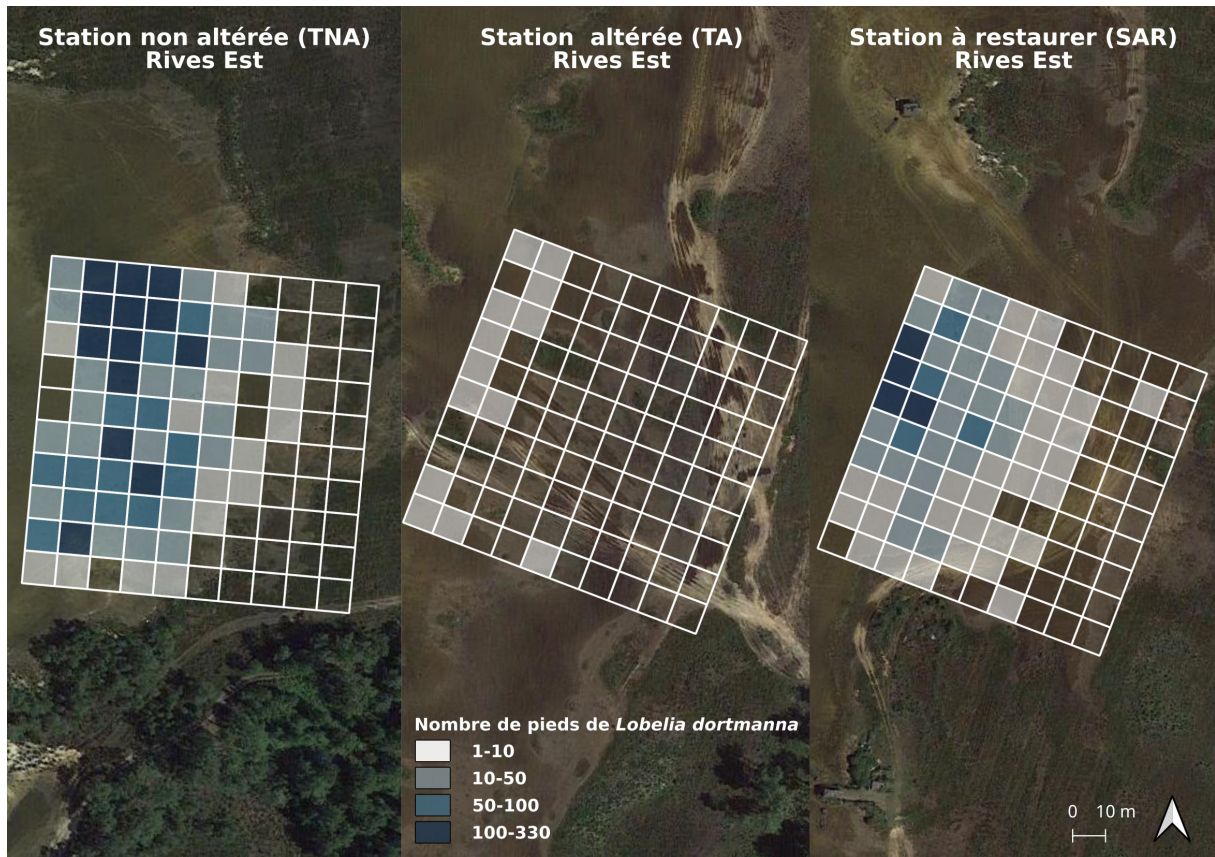 Station non altérée (TNA)
Rives Est
Station altérée (TA)
Rives Est
Station à restaurer (SAR)
Rives Est
Nombre de pieds de Lobelia dortmanna
1-10
10-50
50-100
100-330
0 10 m